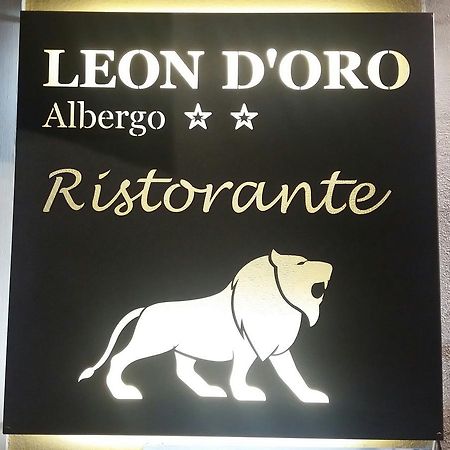 LEON D'ORO
Albergo ☆ ☆
Ristorante